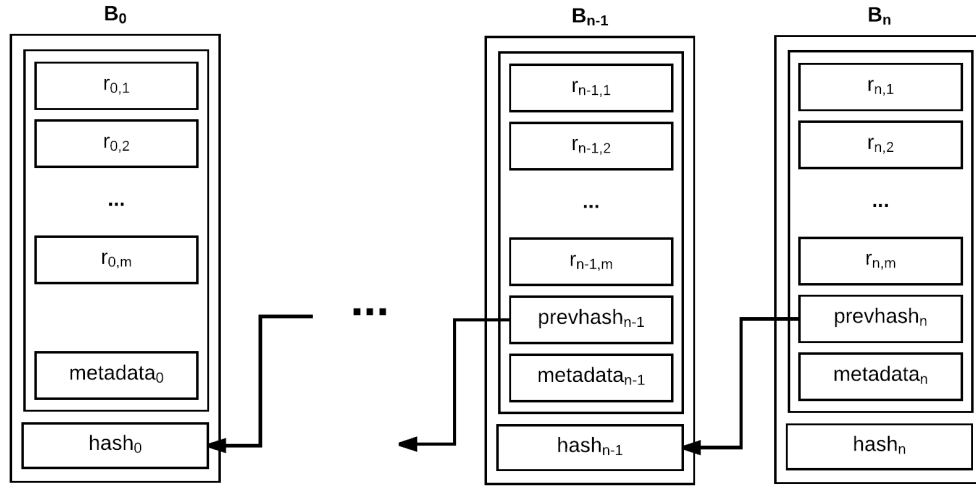 B₀
r₀,₁
r₀,₂
...
r₀,ₘ
metadata₀
hash₀
...
Bₙ₋₁
rₙ₋₁,₁
rₙ₋₁,₂
...
rₙ₋₁,ₘ
prevhashₙ₋₁
metadataₙ₋₁
hashₙ₋₁
Bₙ
rₙ,₁
rₙ,₂
...
rₙ,ₘ
prevhashₙ
metadataₙ
hashₙ